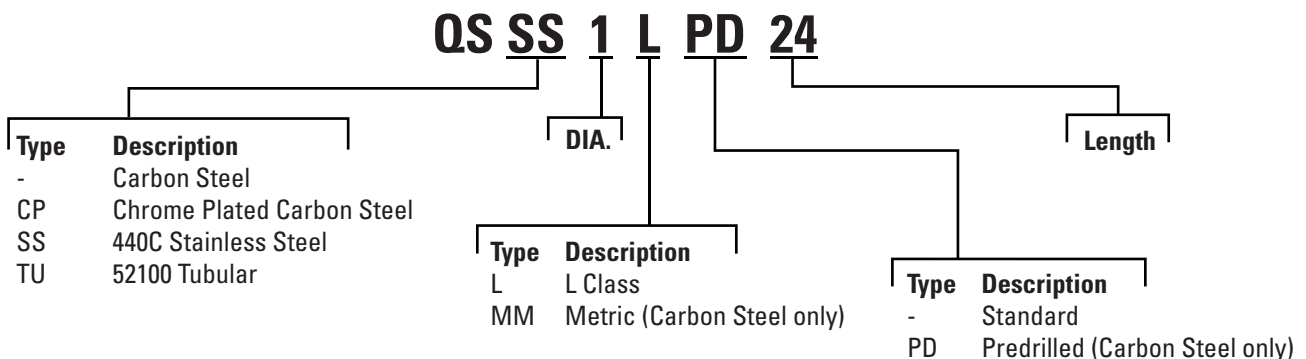 QS SS 1 L PD 24
Type Description
- Carbon Steel
CP Chrome Plated Carbon Steel
SS 440C Stainless Steel
TU 52100 Tubular
DIA.
Type Description
L L Class
MM Metric (Carbon Steel only)
Length
Type Description
- Standard
PD Predrilled (Carbon Steel only)